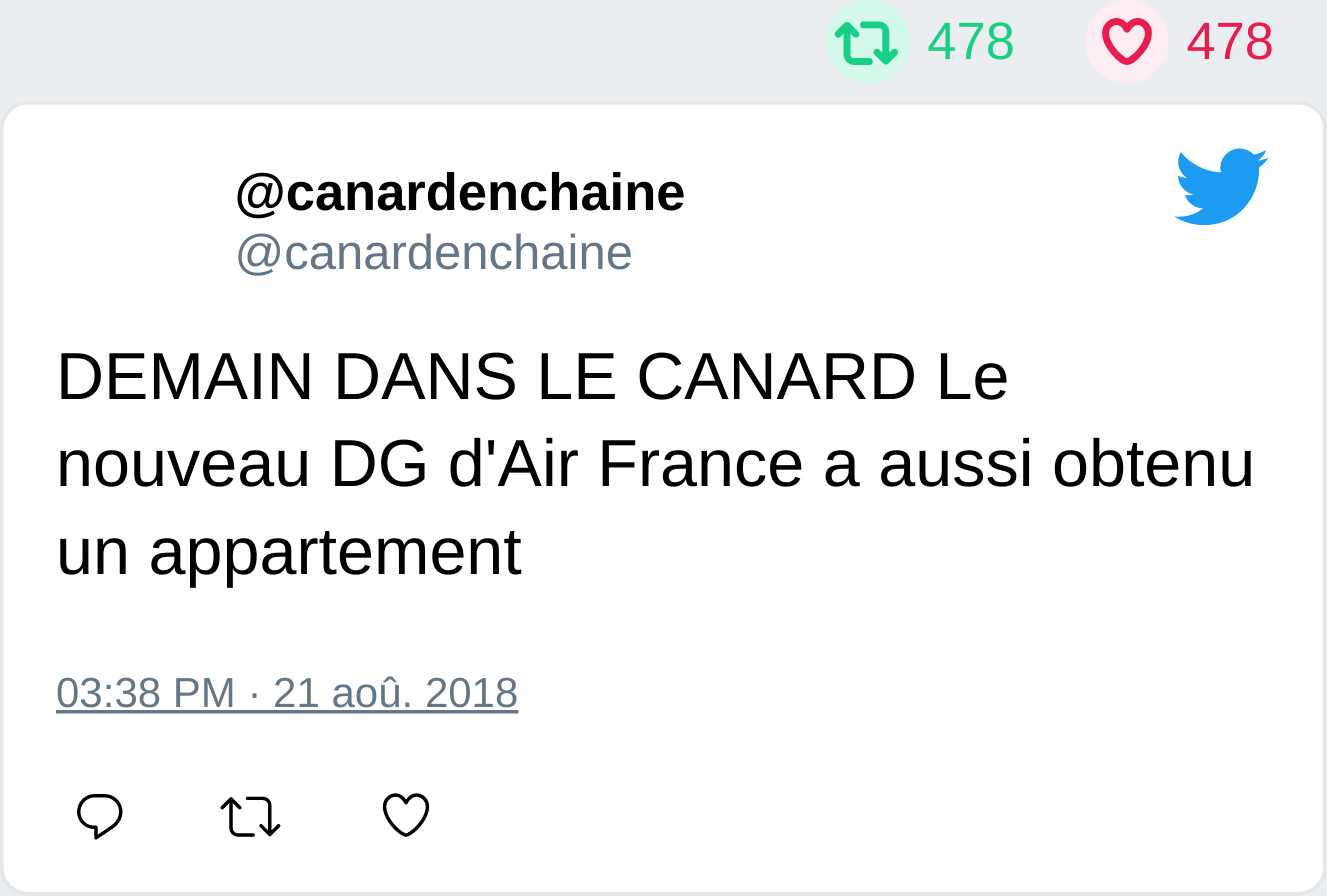 478 478
@canardenchaine
@canardenchaine
DEMAIN DANS LE CANARD Le
nouveau DG d'Air France a aussi obtenu
un appartement
03:38 PM · 21 aoû. 2018